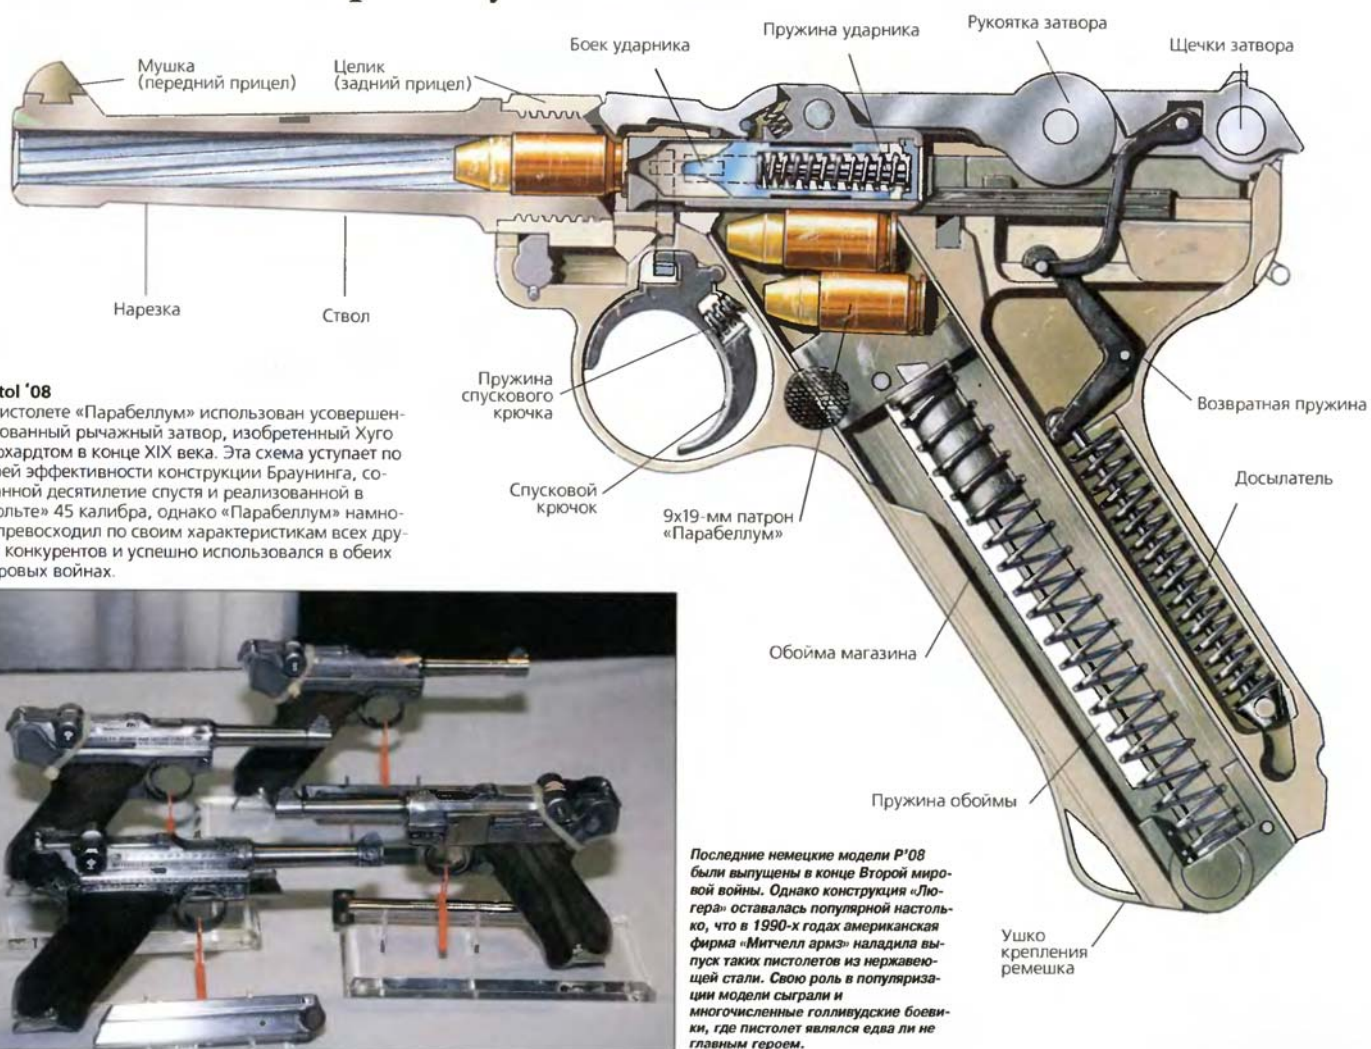 Мушка
(передний прицел)
Целик
(задний прицел)
Боек ударника
Пружина ударника
Рукоятка затвора
Щечки затвора
Нарезка
Ствол
Пружина
спускового
крючка
Спусковой
крючок
9x19-мм патрон
«Парабеллум»
Возвратная пружина
Досылатель
Обойма магазина
Пружина обоймы
Ушко
крепления
ремешка
tol '08
истолете «Парабеллум» использован усовершен-
ованный рычажный затвор, изобретенный Хуго
рхардтом в конце XIX века. Эта схема уступает по
ей эффективности конструкции Браунинга, со-
нной десятилетие спустя и реализованной в
ольте» 45 калибра, однако «Парабеллум» намно-
превосходил по своим характеристикам всех дру-
конкурентов и успешно использовался в обеих
ровых войнах.
Последние немецкие модели Р'08
были выпущены в конце Второй миро-
вой войны. Однако конструкция «Лю-
гера» оставалась популярной настоль-
ко, что в 1990-х годах американская
фирма «Митчелл армз» наладила вы-
пуск таких пистолетов из нержавею-
щей стали. Свою роль в популяриза-
ции модели сыграли и
многочисленные голливудские боеви-
ки, где пистолет являлся едва ли не
главным героем.